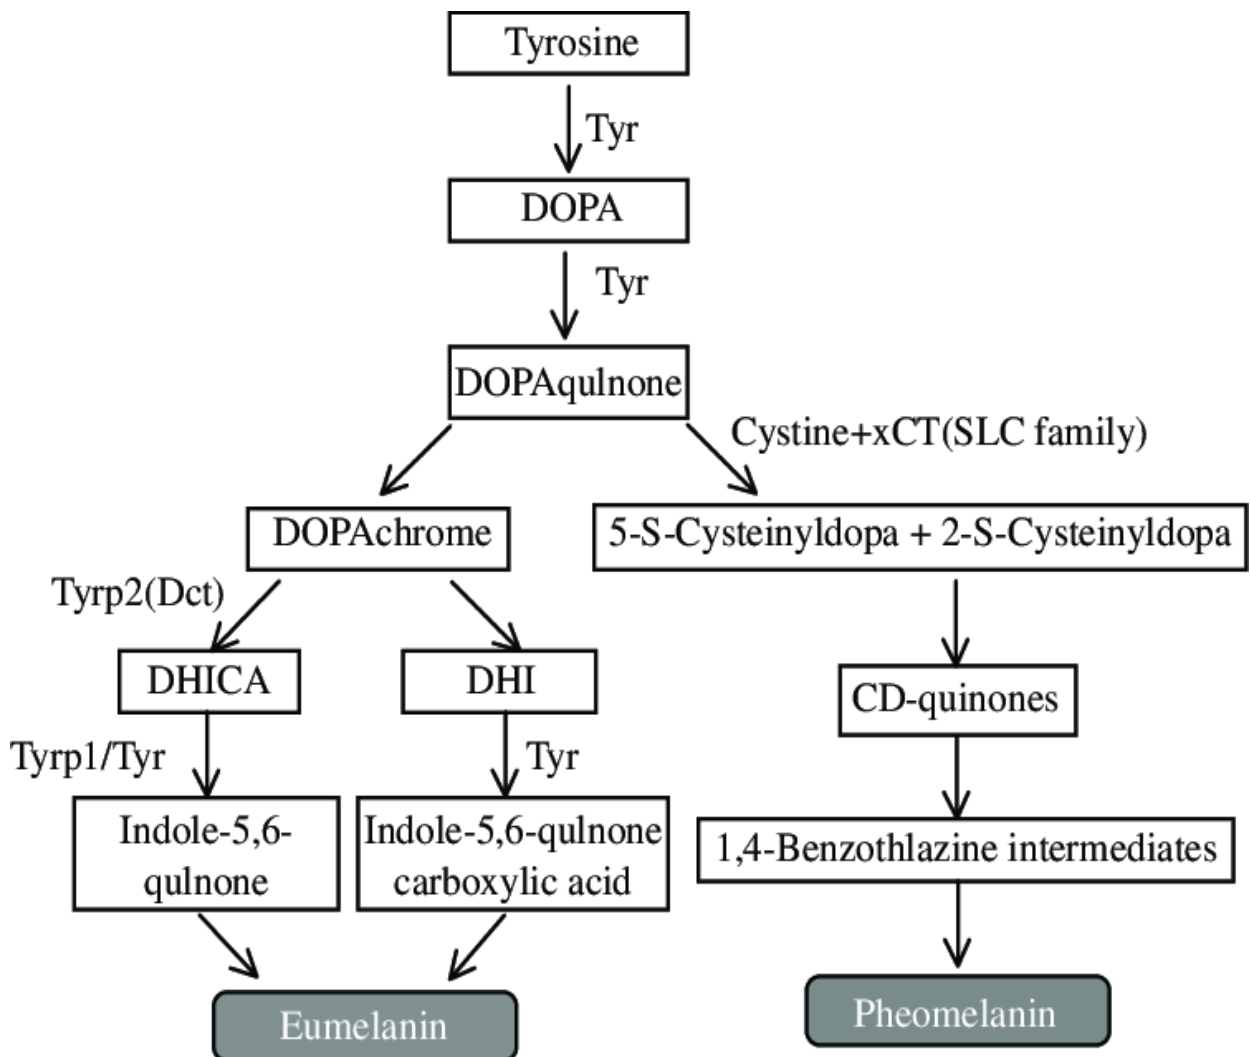 Tyrosine
Tyr
DOPA
Tyr
DOPAqulnone
Cystine+xCT(SLC family)
DOPAchrome
5-S-Cysteinyldopa + 2-S-Cysteinyldopa
Tyrp2(Dct)
DHICA
DHI
CD-quinones
Tyrp1/Tyr
Tyr
Indole-5,6-
qulnone
Indole-5,6-qulnone
carboxylic acid
1,4-Benzothlazine intermediates
Eumelanin
Pheomelanin